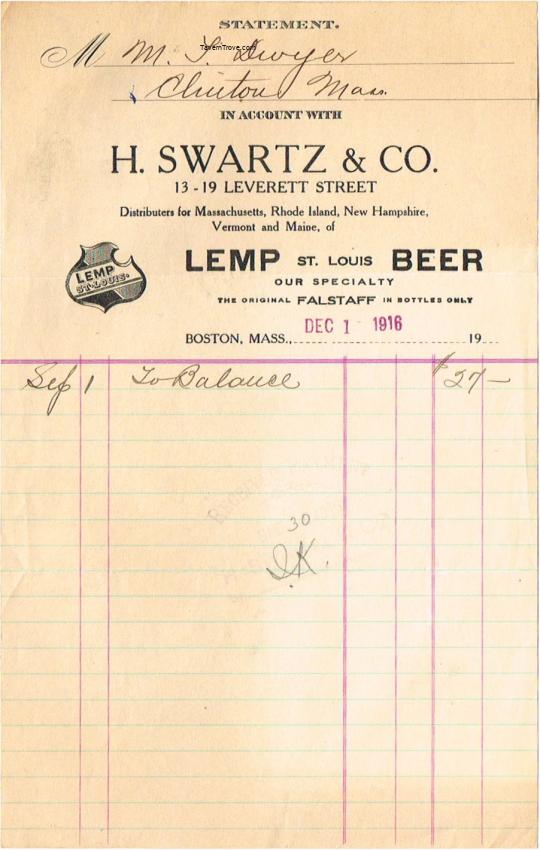 STATEMENT.
TavernTrove.com
M M. S. Dwyer
Clinton Mass.
IN ACCOUNT WITH
H. SWARTZ & CO.
13-19 LEVERETT STREET
Distributers for Massachusetts, Rhode Island, New Hampshire,
Vermont and Maine, of
LEMP ST. LOUIS BEER
LEMP
ST. LOUIS.
OUR SPECIALTY
THE ORIGINAL FALSTAFF IN BOTTLES ONLY
DEC 1 1916
BOSTON, MASS., 19
Sep 1 To Balance $27-
30